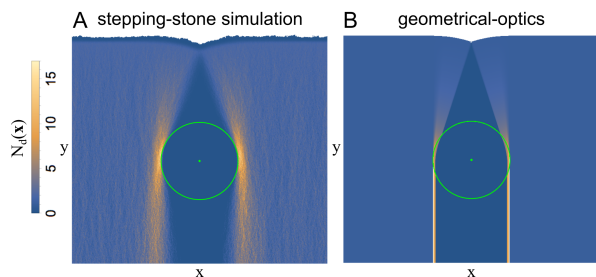 A stepping-stone simulation
B geometrical-optics
15
10
5
0
N_d(x)
y
x
y
x